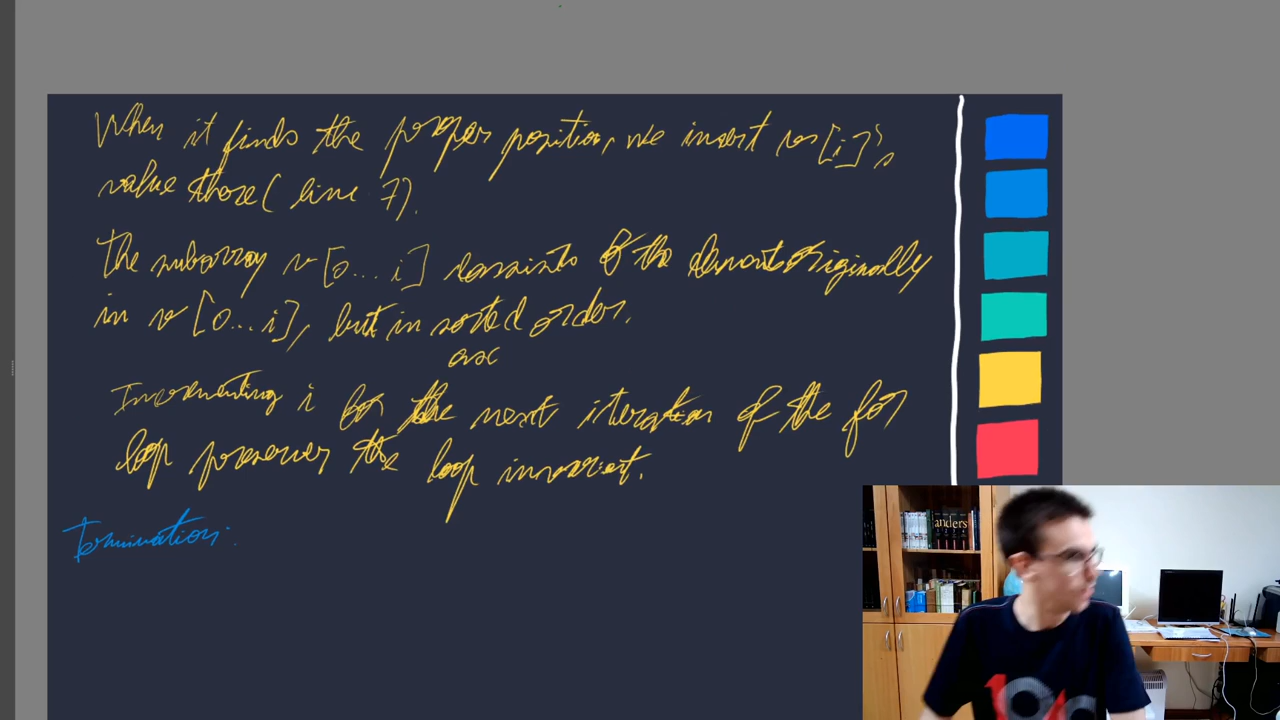 When it finds the proper position, we insert v[i]'s
value there (line 7).
The subarray v[0...i] consists of the elements originally
in v[0...i], but in sorted order.
asc
Incrementing i for the next iteration of the for
loop preserves the loop invariant.
Termination:
anders